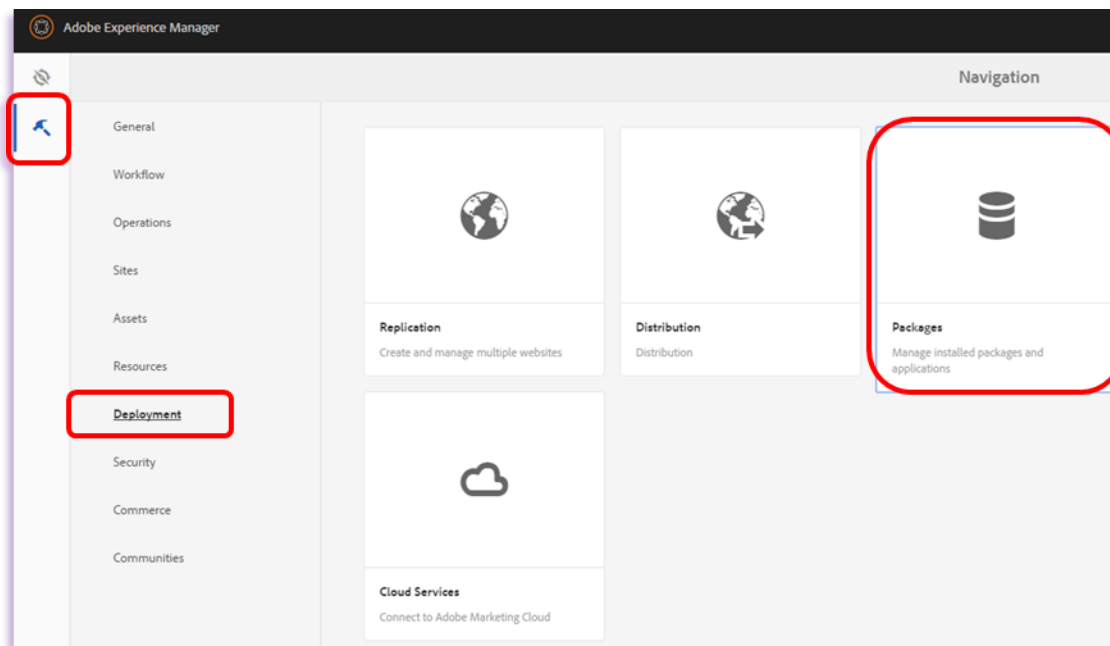 Adobe Experience Manager
Navigation
General
Workflow
Operations
Sites
Assets
Resources
Deployment
Security
Commerce
Communities
Replication
Create and manage multiple websites
Distribution
Distribution
Packages
Manage installed packages and
applications
Cloud Services
Connect to Adobe Marketing Cloud